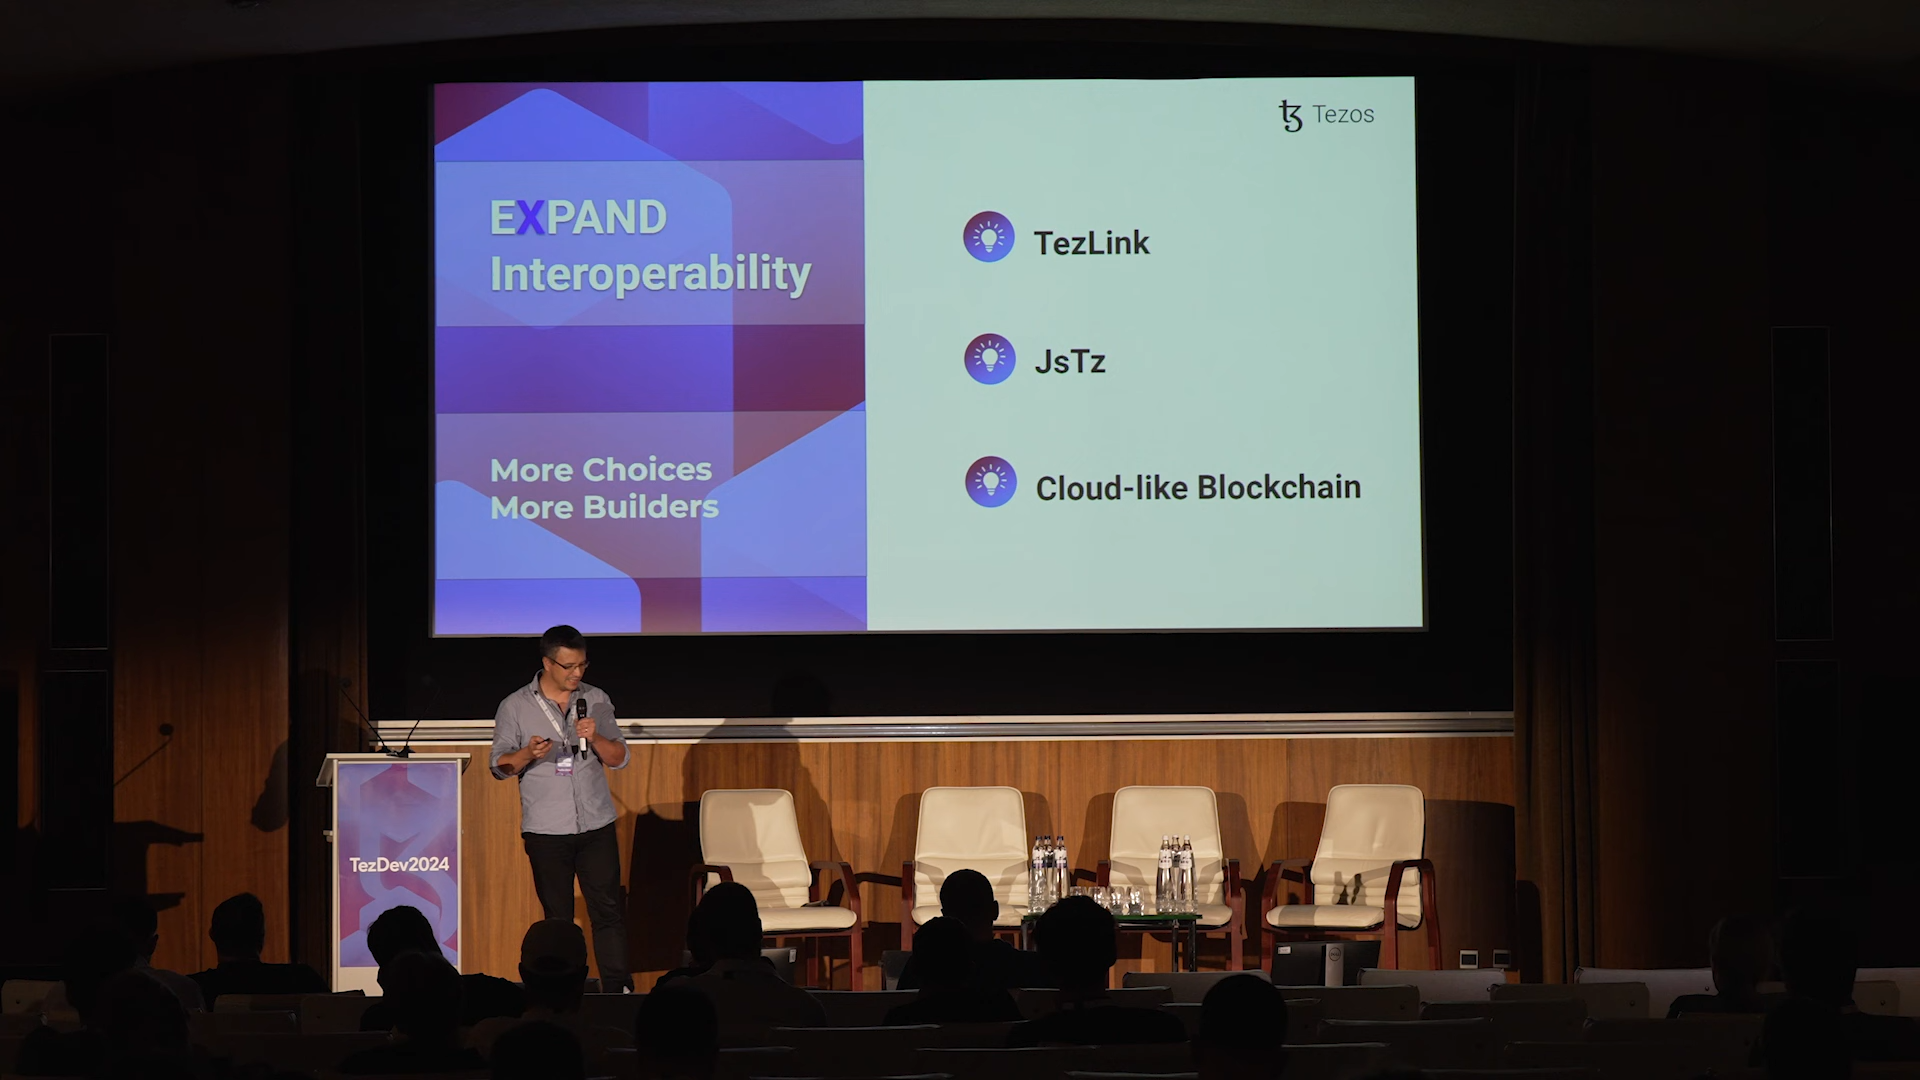 EXPAND
Interoperability
More Choices
More Builders
Tezos
TezLink
JsTz
Cloud-like Blockchain
TezDev2024